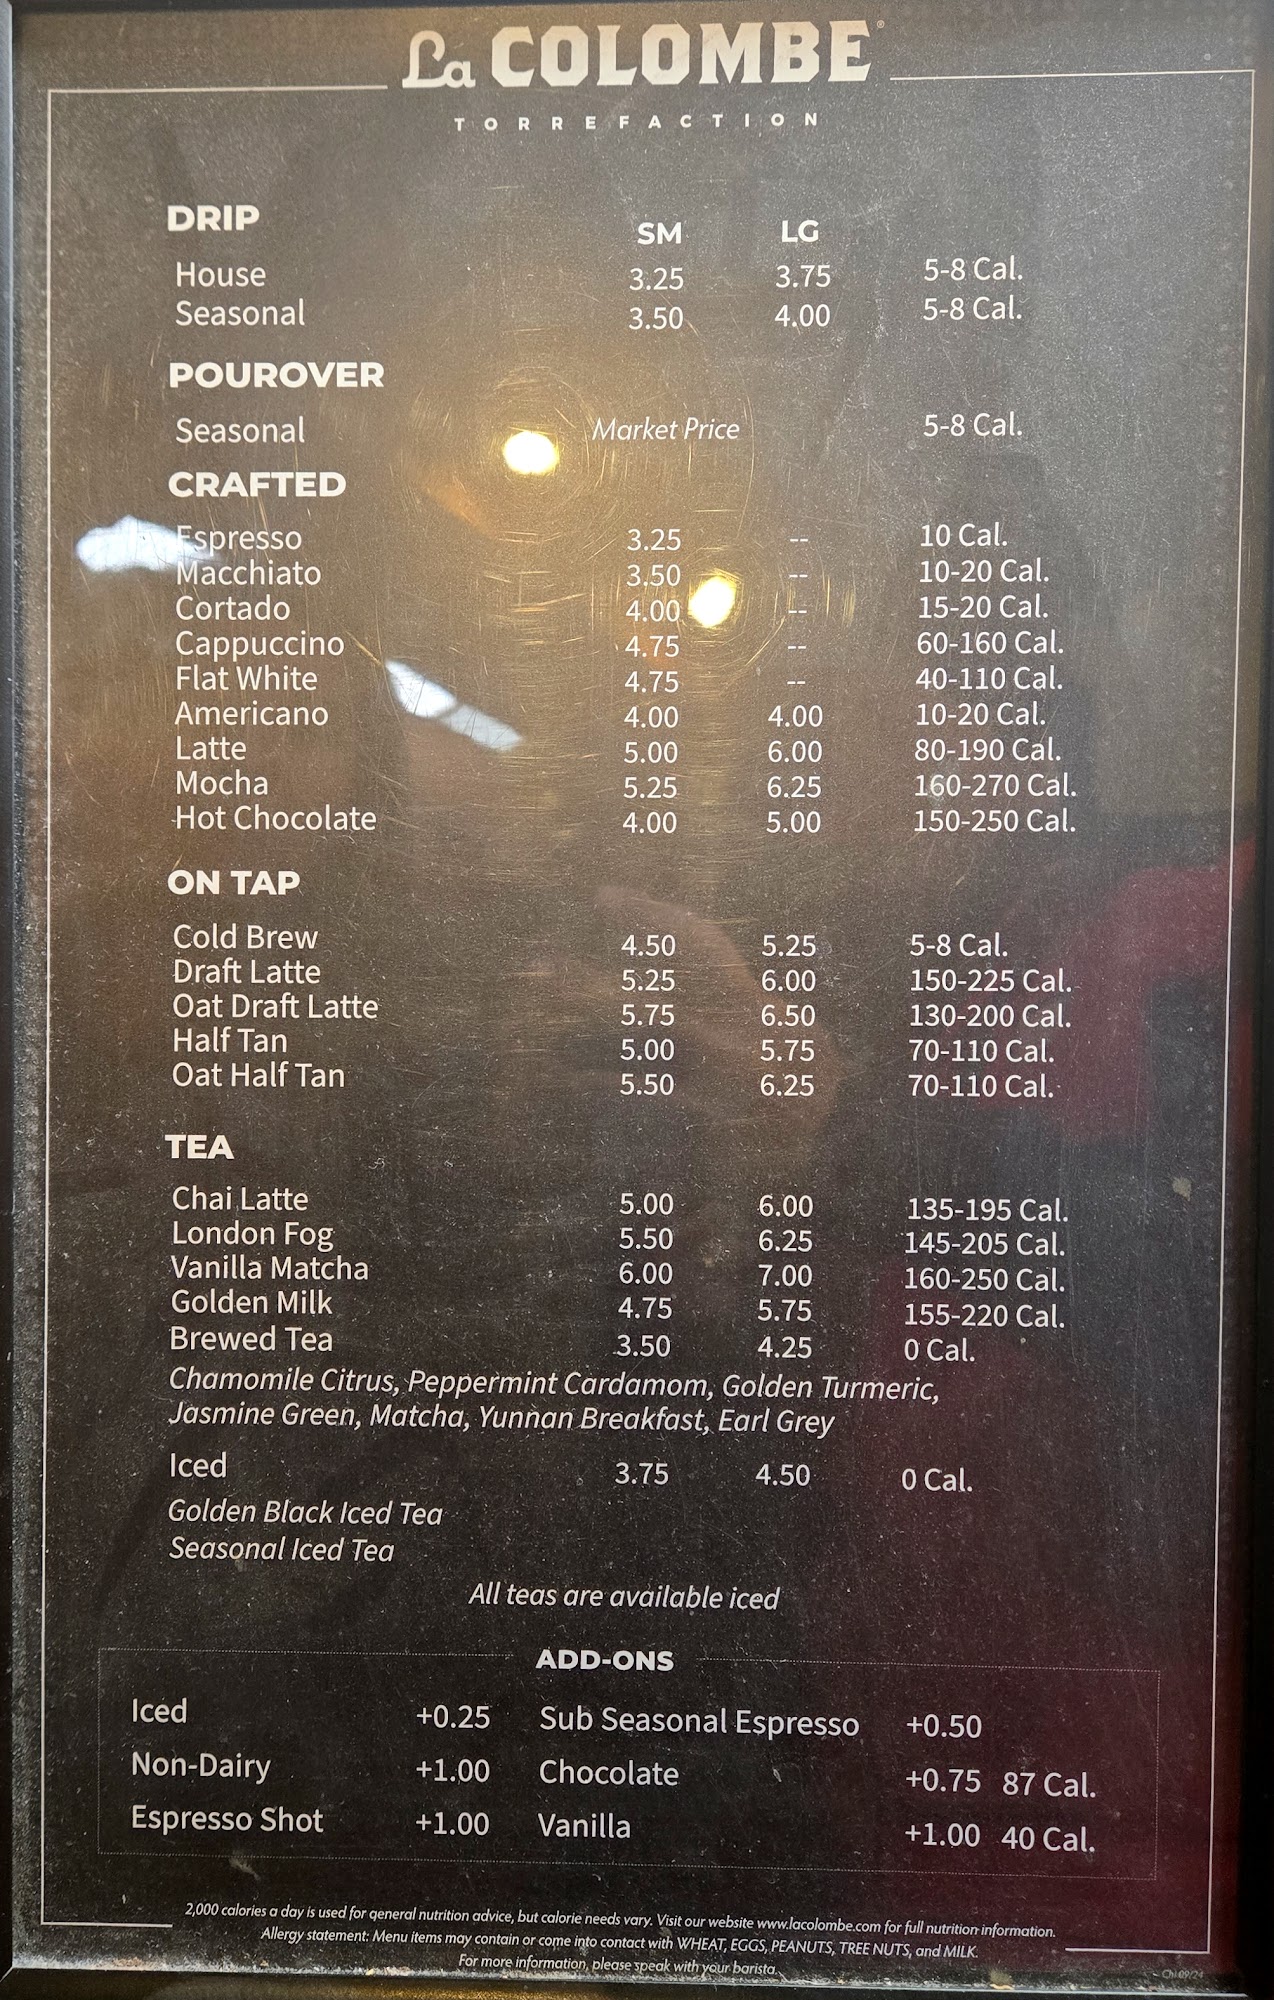 La COLOMBE®
TORREFACTION
DRIP SM LG
House 3.25 3.75 5-8 Cal.
Seasonal 3.50 4.00 5-8 Cal.
POUROVER
Seasonal Market Price 5-8 Cal.
CRAFTED
Espresso 3.25 -- 10 Cal.
Macchiato 3.50 -- 10-20 Cal.
Cortado 4.00 -- 15-20 Cal.
Cappuccino 4.75 -- 60-160 Cal.
Flat White 4.75 -- 40-110 Cal.
Americano 4.00 4.00 10-20 Cal.
Latte 5.00 6.00 80-190 Cal.
Mocha 5.25 6.25 160-270 Cal.
Hot Chocolate 4.00 5.00 150-250 Cal.
ON TAP
Cold Brew 4.50 5.25 5-8 Cal.
Draft Latte 5.25 6.00 150-225 Cal.
Oat Draft Latte 5.75 6.50 130-200 Cal.
Half Tan 5.00 5.75 70-110 Cal.
Oat Half Tan 5.50 6.25 70-110 Cal.
TEA
Chai Latte 5.00 6.00 135-195 Cal.
London Fog 5.50 6.25 145-205 Cal.
Vanilla Matcha 6.00 7.00 160-250 Cal.
Golden Milk 4.75 5.75 155-220 Cal.
Brewed Tea 3.50 4.25 0 Cal.
Chamomile Citrus, Peppermint Cardamom, Golden Turmeric,
Jasmine Green, Matcha, Yunnan Breakfast, Earl Grey
Iced 3.75 4.50 0 Cal.
Golden Black Iced Tea
Seasonal Iced Tea
All teas are available iced
ADD-ONS
Iced +0.25 Sub Seasonal Espresso +0.50
Non-Dairy +1.00 Chocolate +0.75 87 Cal.
Espresso Shot +1.00 Vanilla +1.00 40 Cal.
2,000 calories a day is used for general nutrition advice, but calorie needs vary. Visit our website www.lacolombe.com for full nutrition information.
Allergy statement: Menu items may contain or come into contact with WHEAT, EGGS, PEANUTS, TREE NUTS, and MILK.
For more information, please speak with your barista.
Chi 09/24